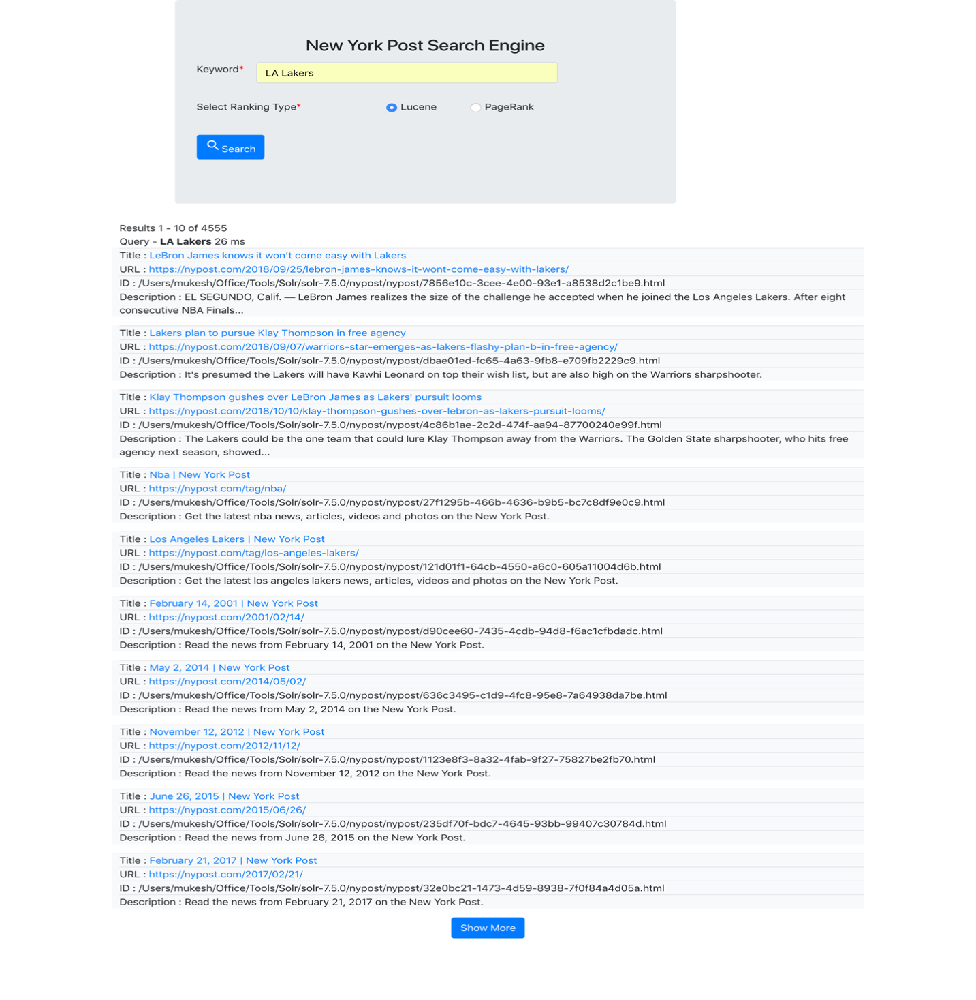 New York Post Search Engine
Keyword*
LA Lakers
Select Ranking Type*
Lucene
PageRank
Search
Results 1 - 10 of 4555
Query - LA Lakers 26 ms
Title : LeBron James knows it won’t come easy with Lakers
URL : https://nypost.com/2018/09/25/lebron-james-knows-it-wont-come-easy-with-lakers/
ID : /Users/mukesh/Office/Tools/Solr/solr-7.5.0/nypost/nypost/7856e10c-3cee-4e00-93e1-a8538d2c1be9.html
Description : EL SEGUNDO, Calif. — LeBron James realizes the size of the challenge he accepted when he joined the Los Angeles Lakers. After eight
consecutive NBA Finals...
Title : Lakers plan to pursue Klay Thompson in free agency
URL : https://nypost.com/2018/09/07/warriors-star-emerges-as-lakers-flashy-plan-b-in-free-agency/
ID : /Users/mukesh/Office/Tools/Solr/solr-7.5.0/nypost/nypost/dbae01ed-fc65-4a63-9fb8-e709fb2229c9.html
Description : It's presumed the Lakers will have Kawhi Leonard on top their wish list, but are also high on the Warriors sharpshooter.
Title : Klay Thompson gushes over LeBron James as Lakers' pursuit looms
URL : https://nypost.com/2018/10/10/klay-thompson-gushes-over-lebron-as-lakers-pursuit-looms/
ID : /Users/mukesh/Office/Tools/Solr/solr-7.5.0/nypost/nypost/4c86b1ae-2c2d-474f-aa94-87700240e99f.html
Description : The Lakers could be the one team that could lure Klay Thompson away from the Warriors. The Golden State sharpshooter, who hits free
agency next season, showed...
Title : Nba | New York Post
URL : https://nypost.com/tag/nba/
ID : /Users/mukesh/Office/Tools/Solr/solr-7.5.0/nypost/nypost/27f1295b-466b-4636-b9b5-bc7c8df9e0c9.html
Description : Get the latest nba news, articles, videos and photos on the New York Post.
Title : Los Angeles Lakers | New York Post
URL : https://nypost.com/tag/los-angeles-lakers/
ID : /Users/mukesh/Office/Tools/Solr/solr-7.5.0/nypost/nypost/121d01f1-64cb-4550-a6c0-605a11004d6b.html
Description : Get the latest los angeles lakers news, articles, videos and photos on the New York Post.
Title : February 14, 2001 | New York Post
URL : https://nypost.com/2001/02/14/
ID : /Users/mukesh/Office/Tools/Solr/solr-7.5.0/nypost/nypost/d90cee60-7435-4cdb-94d8-f6ac1cfbdadc.html
Description : Read the news from February 14, 2001 on the New York Post.
Title : May 2, 2014 | New York Post
URL : https://nypost.com/2014/05/02/
ID : /Users/mukesh/Office/Tools/Solr/solr-7.5.0/nypost/nypost/636c3495-c1d9-4fc8-95e8-7a64938da7be.html
Description : Read the news from May 2, 2014 on the New York Post.
Title : November 12, 2012 | New York Post
URL : https://nypost.com/2012/11/12/
ID : /Users/mukesh/Office/Tools/Solr/solr-7.5.0/nypost/nypost/1123e8f3-8a32-4fab-9f27-75827be2fb70.html
Description : Read the news from November 12, 2012 on the New York Post.
Title : June 26, 2015 | New York Post
URL : https://nypost.com/2015/06/26/
ID : /Users/mukesh/Office/Tools/Solr/solr-7.5.0/nypost/nypost/235df70f-bdc7-4645-93bb-99407c30784d.html
Description : Read the news from June 26, 2015 on the New York Post.
Title : February 21, 2017 | New York Post
URL : https://nypost.com/2017/02/21/
ID : /Users/mukesh/Office/Tools/Solr/solr-7.5.0/nypost/nypost/32e0bc21-1473-4d59-8938-7f0f84a4d05a.html
Description : Read the news from February 21, 2017 on the New York Post.
Show More